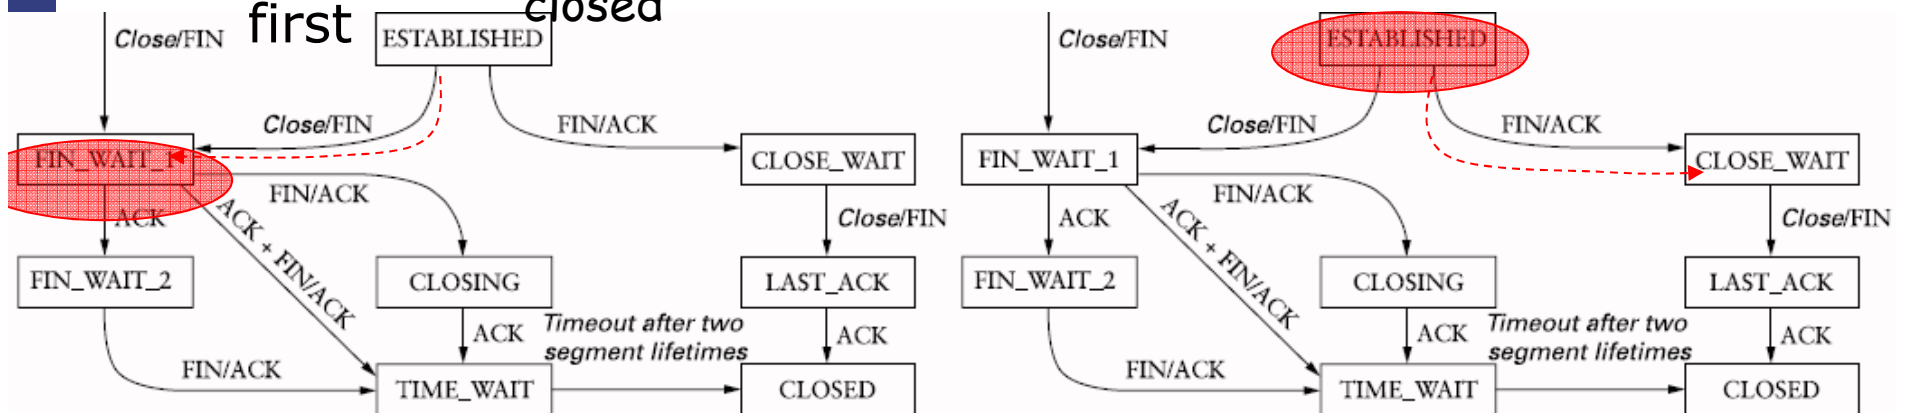 first
closed
Close/FIN
ESTABLISHED
Close/FIN
FIN/ACK
FIN_WAIT_1
CLOSE_WAIT
FIN/ACK
ACK
ACK + FIN/ACK
Close/FIN
FIN_WAIT_2
CLOSING
LAST_ACK
ACK
Timeout after two
segment lifetimes
ACK
FIN/ACK
TIME_WAIT
CLOSED
Close/FIN
ESTABLISHED
Close/FIN
FIN/ACK
FIN_WAIT_1
CLOSE_WAIT
FIN/ACK
ACK
ACK + FIN/ACK
Close/FIN
FIN_WAIT_2
CLOSING
LAST_ACK
ACK
Timeout after two
segment lifetimes
ACK
FIN/ACK
TIME_WAIT
CLOSED